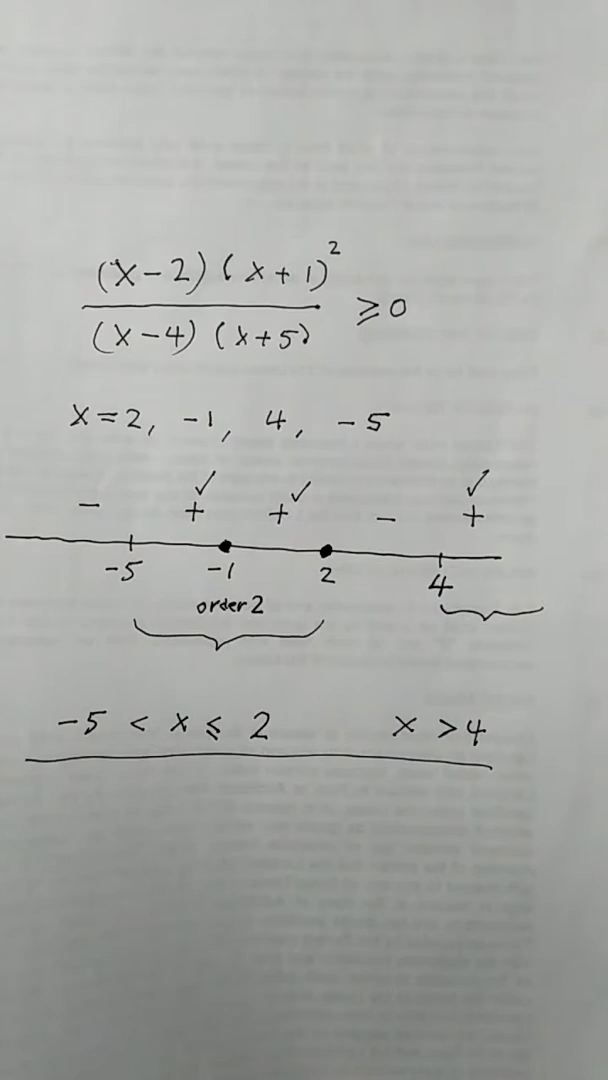 (x-2)(x+1)²
(x-4)(x+5) ≥0
x=2, -1, 4, -5
✓ ✓ ✓
- + + - +
-5 -1 2 4
order 2
-5 < x ≤ 2 x > 4